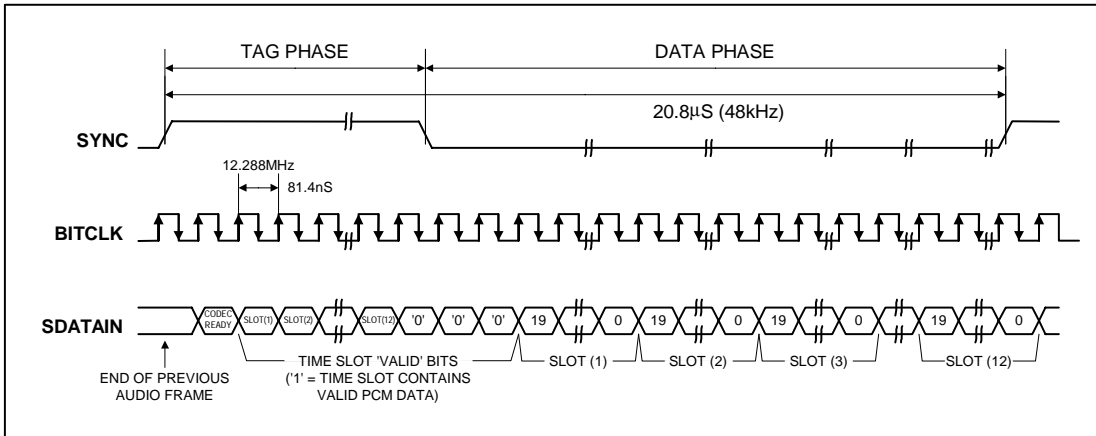 TAG PHASE DATA PHASE
20.8µS (48kHz)
SYNC
12.288MHz
81.4nS
BITCLK
SDATAIN CODEC READY SLOT(1) SLOT(2) SLOT(12) '0' '0' '0' 19 0 19 0 19 0 19 0
END OF PREVIOUS
AUDIO FRAME
TIME SLOT 'VALID' BITS
('1' = TIME SLOT CONTAINS
VALID PCM DATA)
SLOT (1) SLOT (2) SLOT (3) SLOT (12)